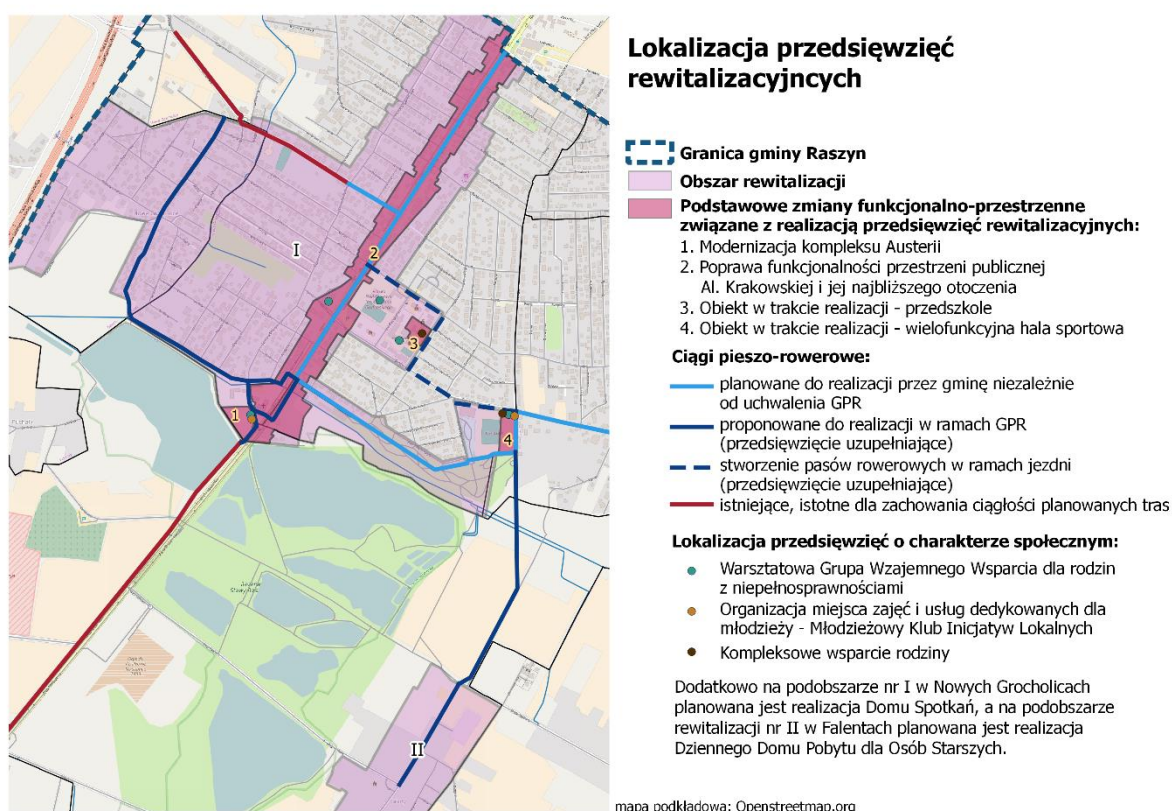 Lokalizacja przedsięwzięć
rewitalizacyjncych
Granica gminy Raszyn
Obszar rewitalizacji
Podstawowe zmiany funkcjonalno-przestrzenne
związane z realizacją przedsięwzięć rewitalizacyjnych:
1. Modernizacja kompleksu Austerii
2. Poprawa funkcjonalności przestrzeni publicznej
Al. Krakowskiej i jej najbliższego otoczenia
3. Obiekt w trakcie realizacji - przedszkole
4. Obiekt w trakcie realizacji - wielofunkcyjna hala sportowa
Ciągi pieszo-rowerowe:
planowane do realizacji przez gminę niezależnie
od uchwalenia GPR
proponowane do realizacji w ramach GPR
(przedsięwzięcie uzupełniające)
stworzenie pasów rowerowych w ramach jezdni
(przedsięwzięcie uzupełniające)
istniejące, istotne dla zachowania ciągłości planowanych tras
Lokalizacja przedsięwzięć o charakterze społecznym:
Warsztatowa Grupa Wzajemnego Wsparcia dla rodzin
z niepełnosprawnościami
Organizacja miejsca zajęć i usług dedykowanych dla
młodzieży - Młodzieżowy Klub Inicjatyw Lokalnych
Kompleksowe wsparcie rodziny
Dodatkowo na podobszarze nr I w Nowych Grocholicach
planowana jest realizacja Domu Spotkań, a na podobszarze
rewitalizacji nr II w Falentach planowana jest realizacja
Dziennego Domu Pobytu dla Osób Starszych.
mapa podkładowa: Openstreetmap.org
I
2
3
1
4
II